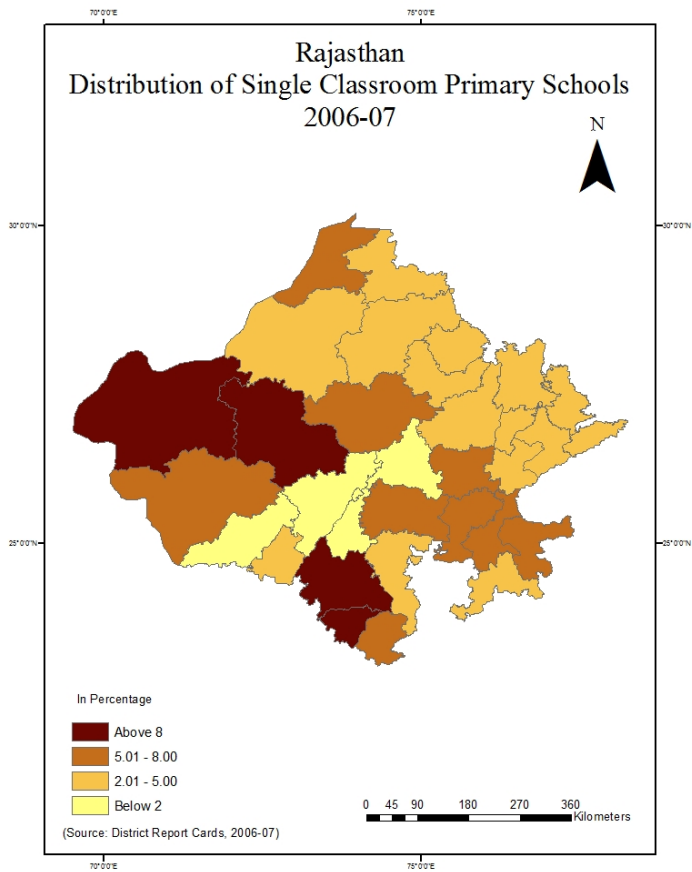 70°0'0"E 75°0'0"E
Rajasthan
Distribution of Single Classroom Primary Schools
2006-07
N
30°0'0"N 30°0'0"N
25°0'0"N 25°0'0"N
In Percentage
Above 8
5.01 - 8.00
2.01 - 5.00
Below 2
0 45 90 180 270 360
Kilometers
(Source: District Report Cards, 2006-07)
70°0'0"E 75°0'0"E